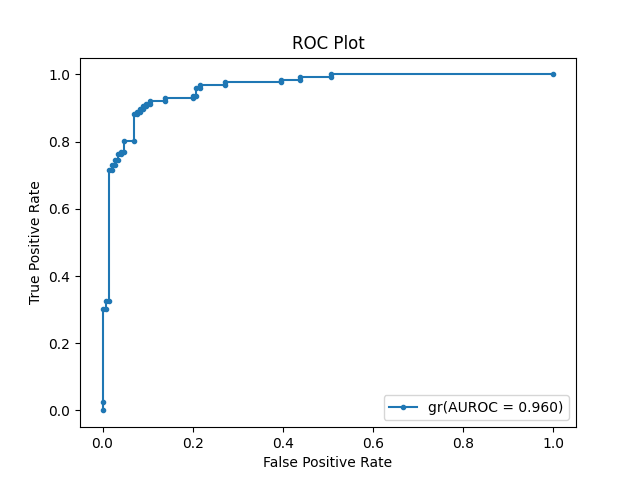 ROC Plot
True Positive Rate
1.0
0.8
0.6
0.4
0.2
0.0
gr(AUROC = 0.960)
0.0 0.2 0.4 0.6 0.8 1.0
False Positive Rate